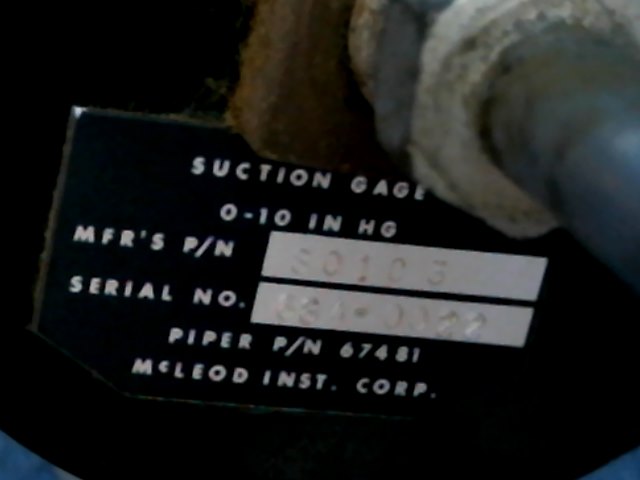 SUCTION GAGE
0-10 IN HG
MFR'S P/N
SERIAL NO.
PIPER P/N 67481
McLEOD INST. CORP.